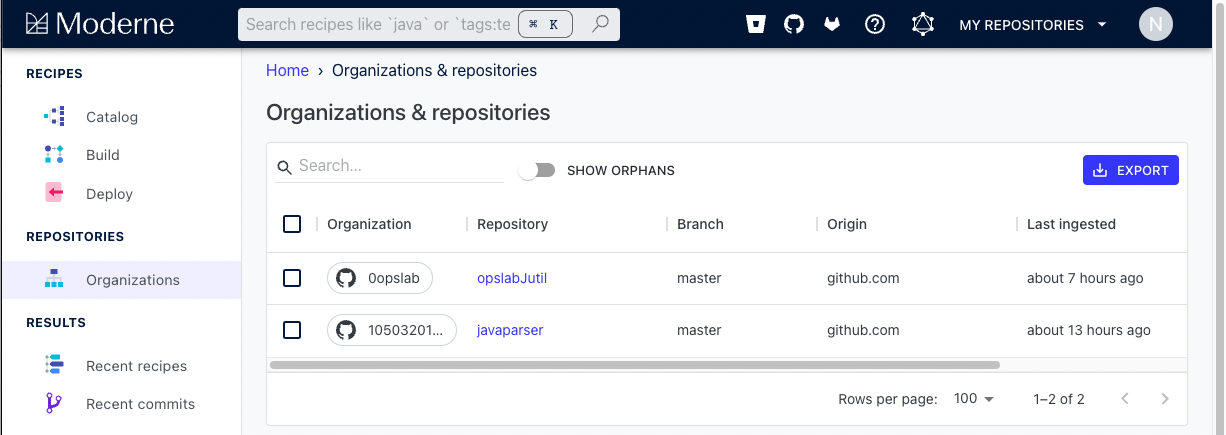 Moderne
Search recipes like `java` or `tags:te
⌘ K
MY REPOSITORIES
N
RECIPES
Catalog
Build
Deploy
REPOSITORIES
Organizations
RESULTS
Recent recipes
Recent commits
Home › Organizations & repositories
Organizations & repositories
Search...
SHOW ORPHANS
EXPORT
Organization Repository Branch Origin Last ingested
0opslab opslabJutil master github.com about 7 hours ago
10503201... javaparser master github.com about 13 hours ago
Rows per page: 100 1–2 of 2